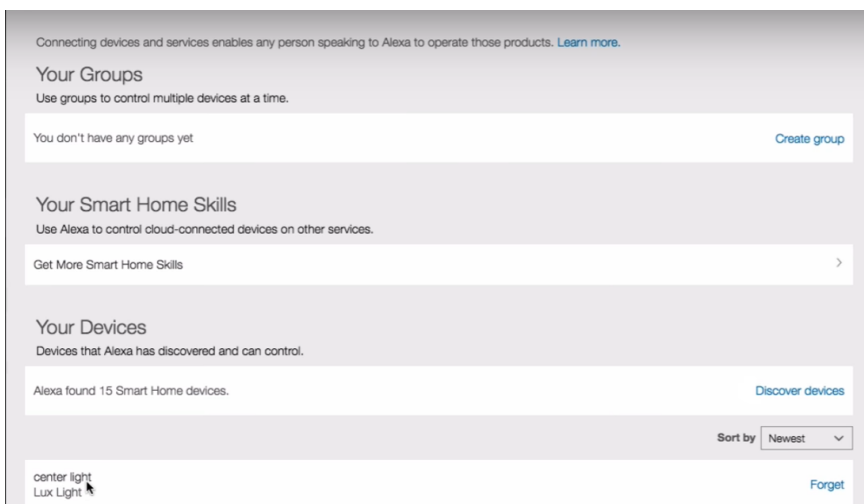 Connecting devices and services enables any person speaking to Alexa to operate those products. Learn more.
Your Groups
Use groups to control multiple devices at a time.
You don't have any groups yet
Create group
Your Smart Home Skills
Use Alexa to control cloud-connected devices on other services.
Get More Smart Home Skills
Your Devices
Devices that Alexa has discovered and can control.
Alexa found 15 Smart Home devices.
Discover devices
Sort by Newest
center light
Lux Light
Forget